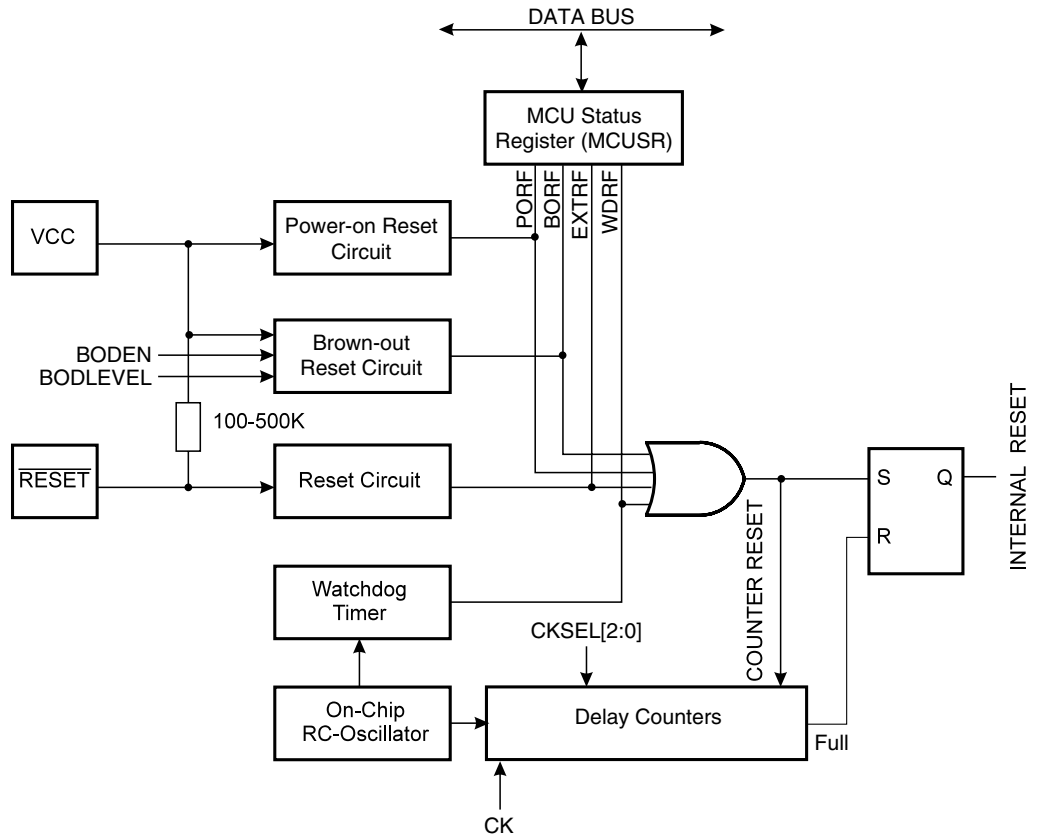 DATA BUS
MCU Status
Register (MCUSR)
PORF
BORF
EXTRF
WDRF
VCC
Power-on Reset
Circuit
BODEN
BODLEVEL
Brown-out
Reset Circuit
100-500K
RESET
Reset Circuit
S
Q
R
INTERNAL RESET
COUNTER RESET
Watchdog
Timer
CKSEL[2:0]
On-Chip
RC-Oscillator
Delay Counters
Full
CK